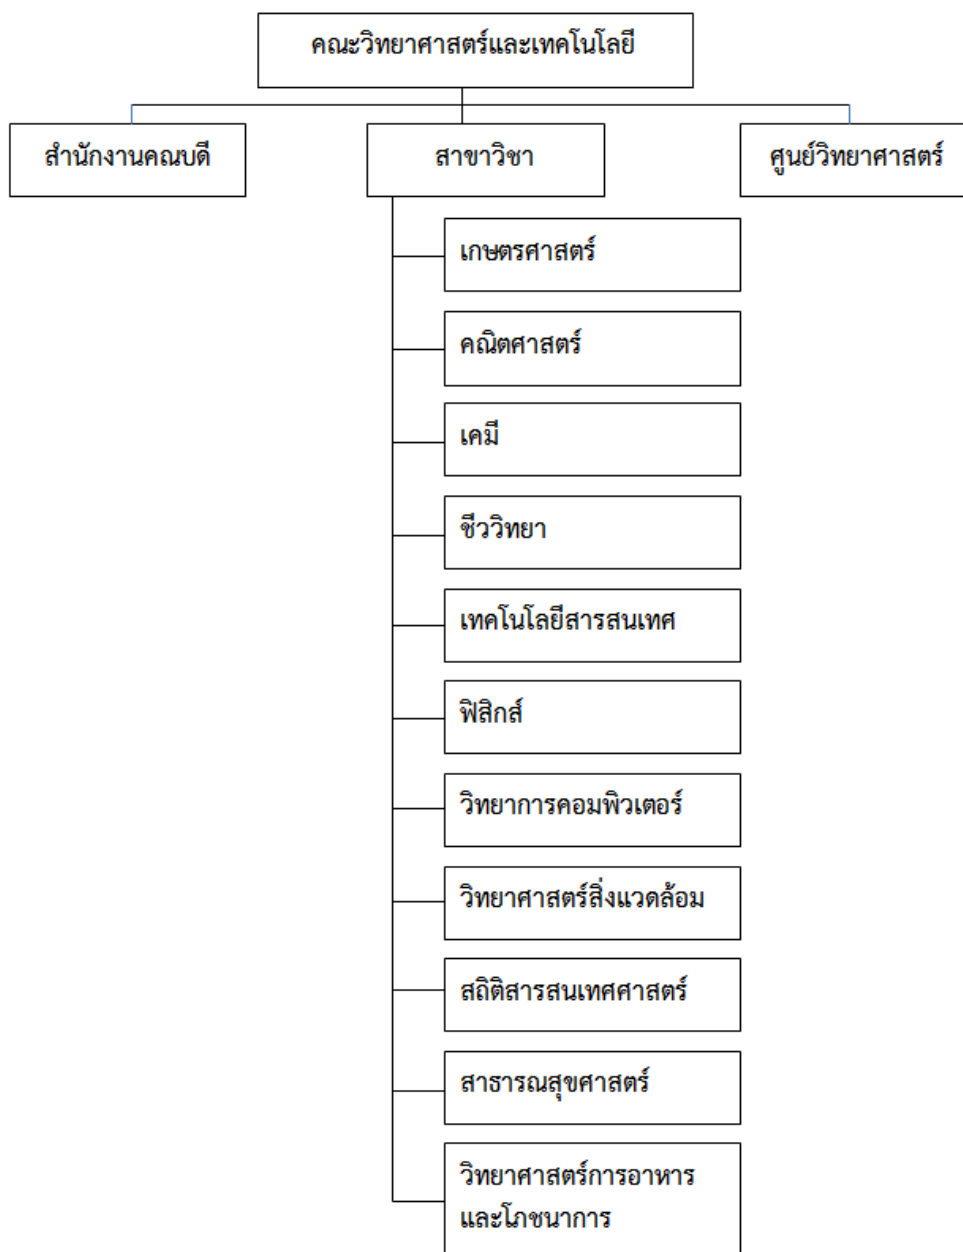 คณะวิทยาศาสตร์และเทคโนโลยี
สำนักงานคณบดี
สาขาวิชา
ศูนย์วิทยาศาสตร์
เกษตรศาสตร์
คณิตศาสตร์
เคมี
ชีววิทยา
เทคโนโลยีสารสนเทศ
ฟิสิกส์
วิทยาการคอมพิวเตอร์
วิทยาศาสตร์สิ่งแวดล้อม
สถิติสารสนเทศศาสตร์
สาธารณสุขศาสตร์
วิทยาศาสตร์การอาหาร
และโภชนาการ